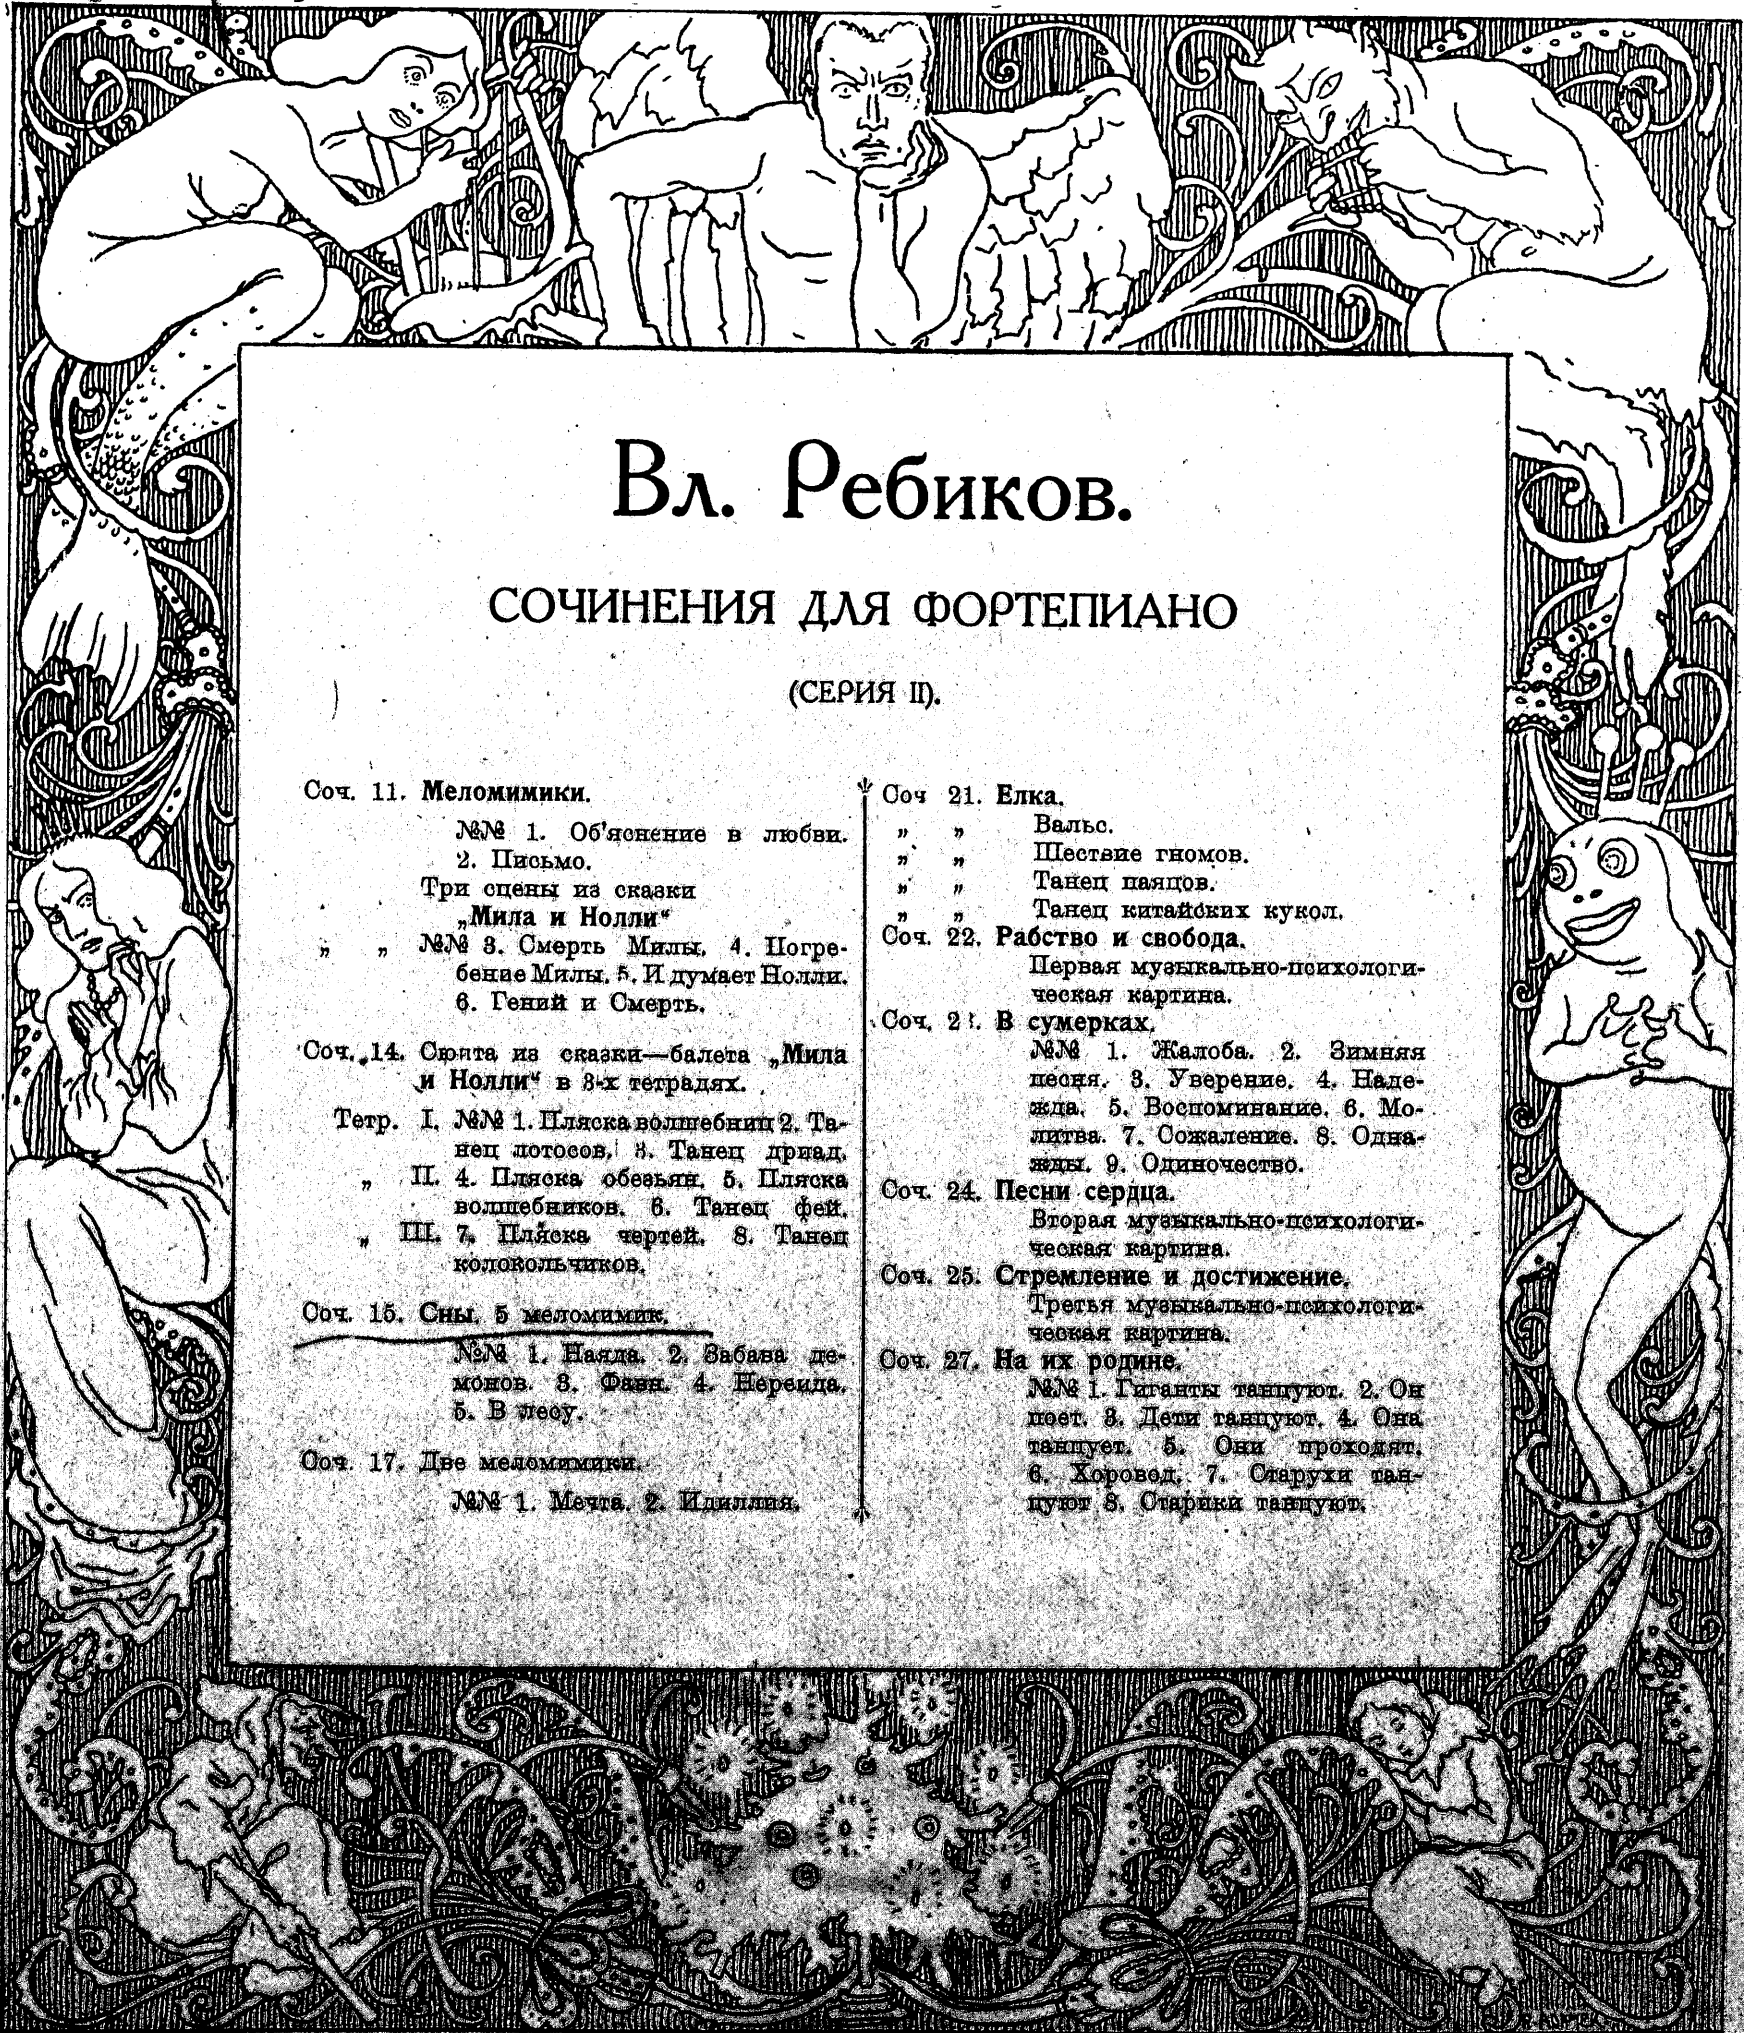 Вл. Ребиков.
СОЧИНЕНИЯ ДЛЯ ФОРТЕПИАНО
(СЕРИЯ II).
Соч. 11. Меломимики.
№№ 1. Об'яснение в любви.
2. Письмо.
Три сцены из сказки
„Мила и Нолли“
„ „ №№ 3. Смерть Милы. 4. Погре-
бение Милы. 5. И думает Нолли.
6. Гений и Смерть.
Соч. 14. Сюита из сказки—балета „Мила
и Нолли“ в 3-х тетрадях.
Тетр. I. №№ 1. Пляска волшебниц 2. Та-
нец лотосов. 3. Танец дриад.
„ II. 4. Пляска обезьян. 5. Пляска
волшебников. 6. Танец фей.
„ III. 7. Пляска чертей. 8. Танец
колокольчиков.
Соч. 15. Сны. 5 меломимик.
№№ 1. Наяда. 2. Забава де-
монов. 3. Фавн. 4. Нереида.
5. В лесу.
Соч. 17. Две меломимики.
№№ 1. Мечта. 2. Идиллия.
Соч 21. Елка.
„ „ Вальс.
„ „ Шествие гномов.
„ „ Танец паяцов.
„ „ Танец китайских кукол.
Соч. 22. Рабство и свобода.
Первая музыкально-психологи-
ческая картина.
Соч. В сумерках.
№№ 1. Жалоба. 2. Зимняя
песня. 3. Уверение. 4. Наде-
жда. 5. Воспоминание. 6. Мо-
литва. 7. Сожаление. 8. Одна-
жды. 9. Одиночество.
Соч. 24. Песни сердца.
Вторая музыкально-психологи-
ческая картина.
Соч. 25. Стремление и достижение.
Третья музыкально-психологи-
ческая картина.
Соч. 27. На их родине.
№№ 1. Гиганты танцуют. 2. Он
поет. 3. Дети танцуют. 4. Она
танцует. 5. Они проходят.
6. Хоровод. 7. Старухи тан-
цуют 8. Старики танцуют.